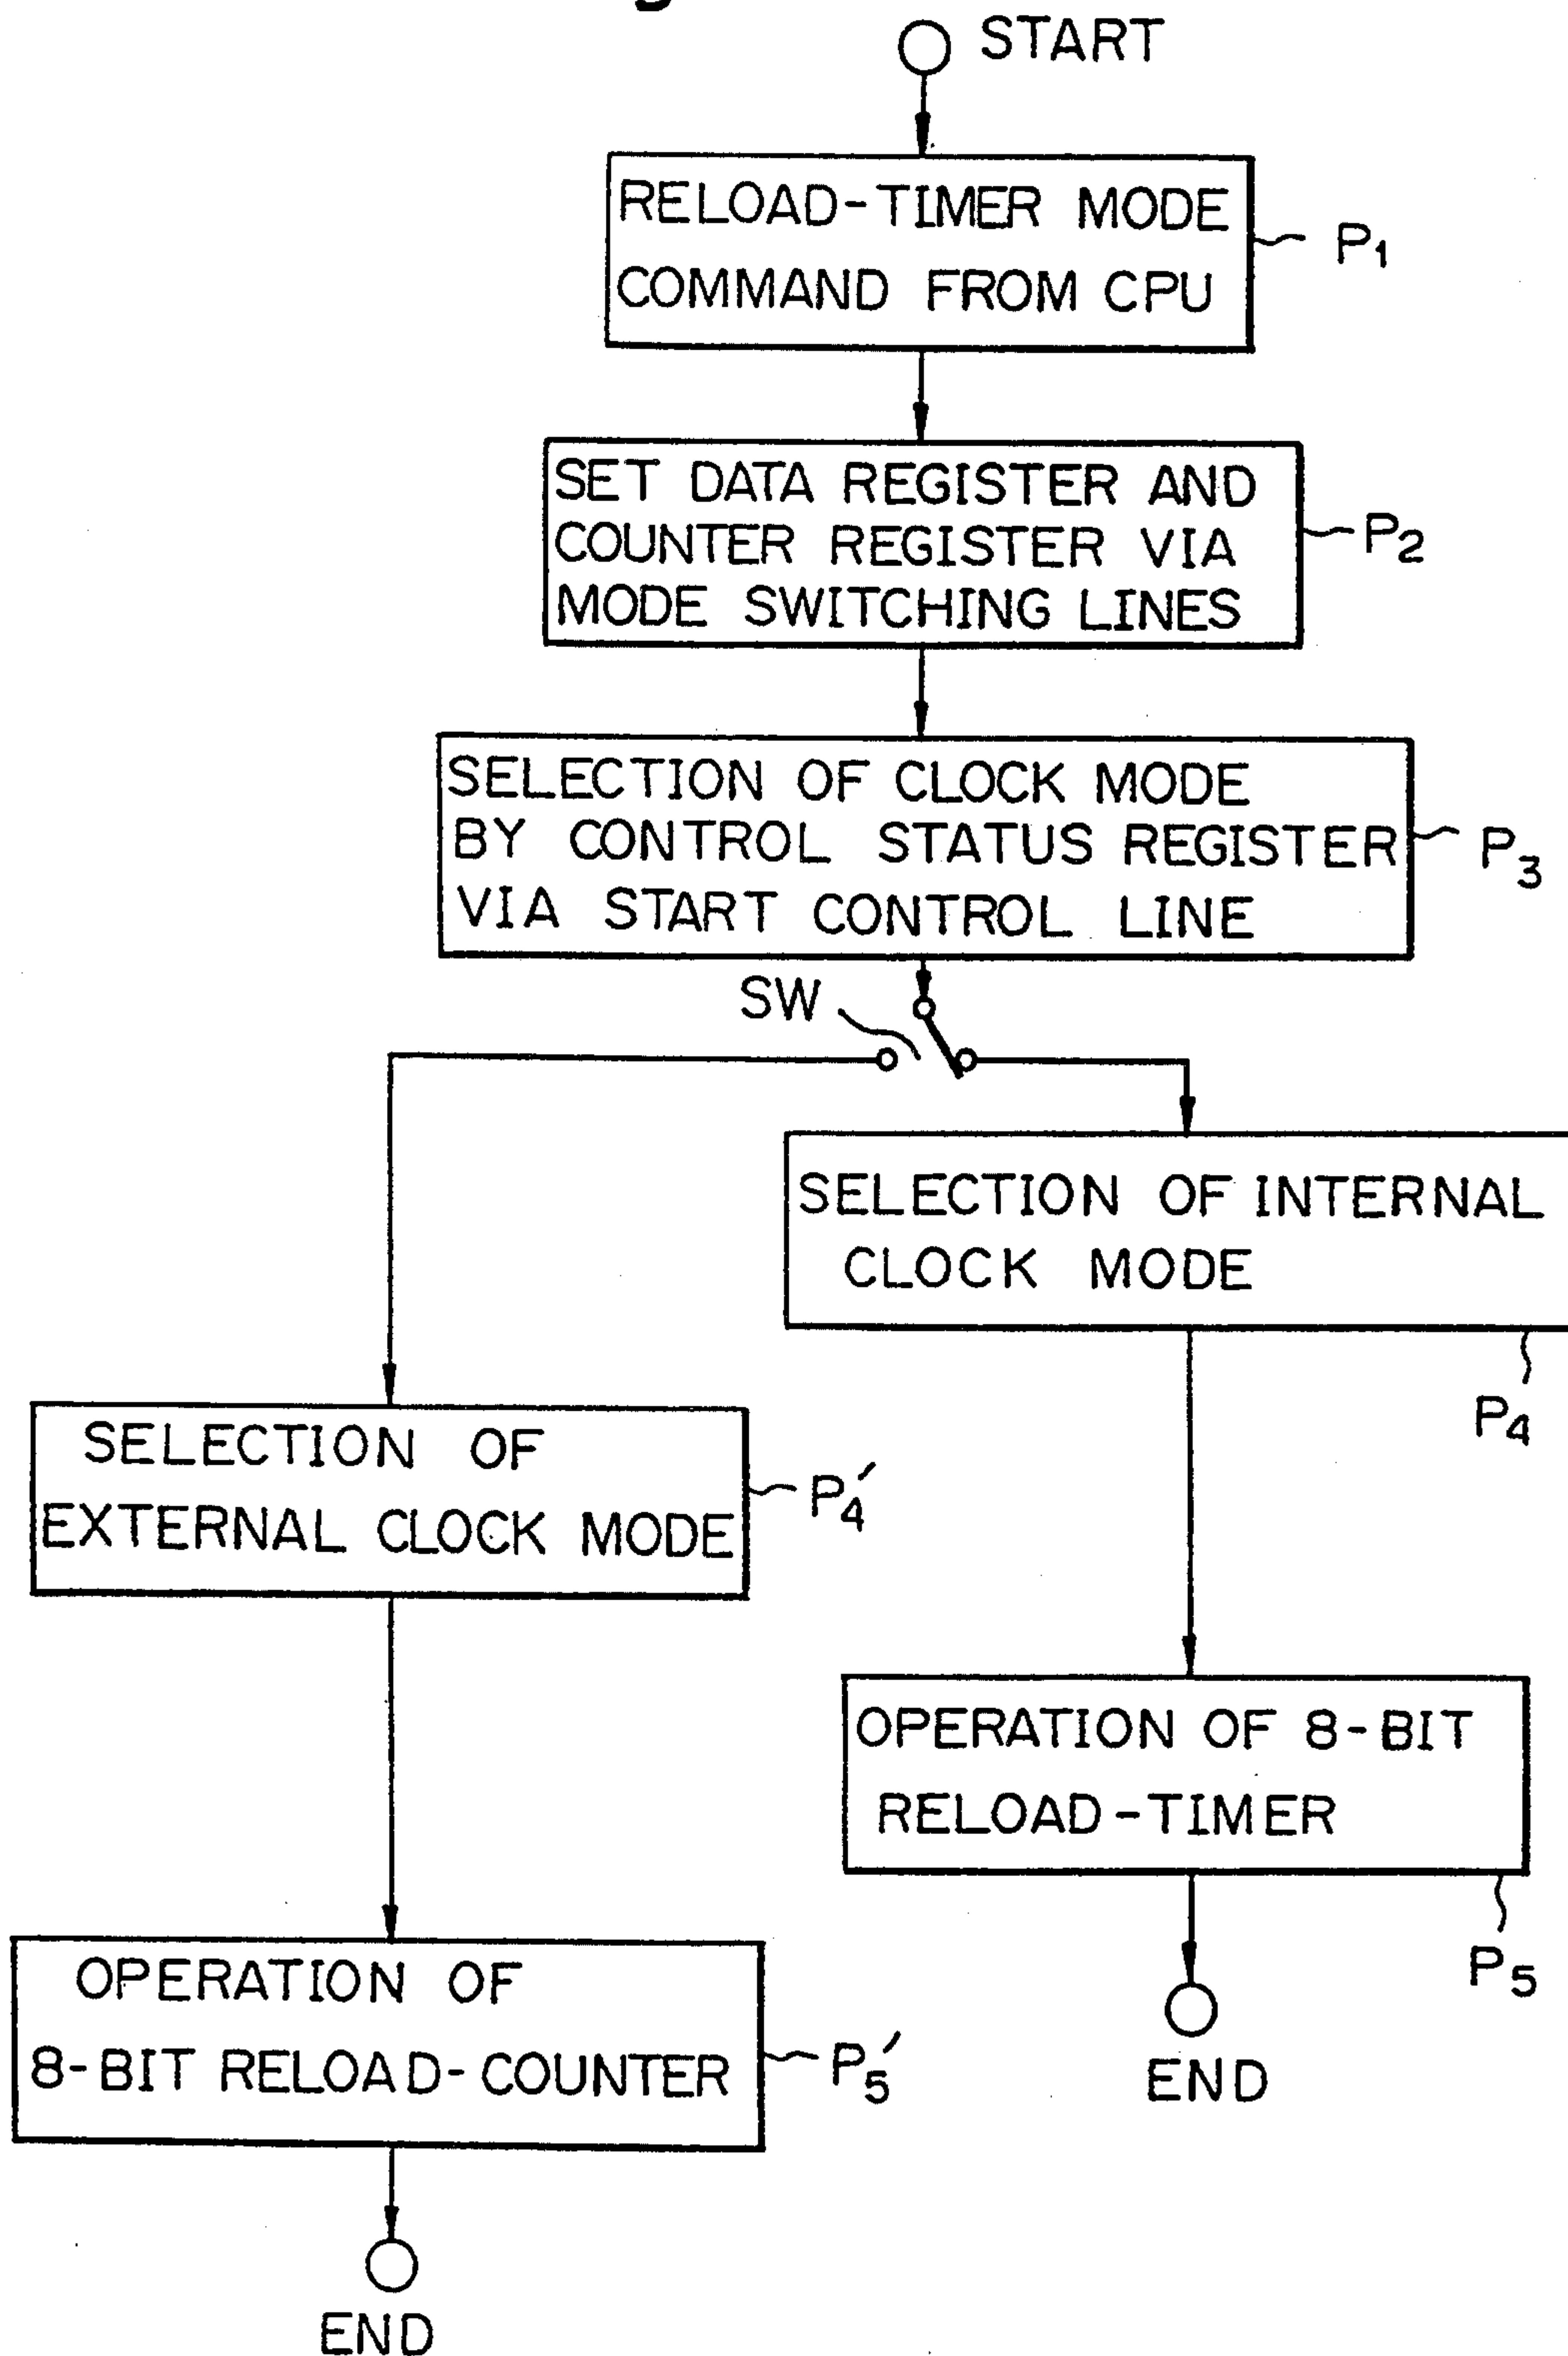 START
RELOAD-TIMER MODE
COMMAND FROM CPU
P1
SET DATA REGISTER AND
COUNTER REGISTER VIA
MODE SWITCHING LINES
P2
SELECTION OF CLOCK MODE
BY CONTROL STATUS REGISTER
VIA START CONTROL LINE
P3
SW
SELECTION OF INTERNAL
CLOCK MODE
P4
SELECTION OF
EXTERNAL CLOCK MODE
P4'
OPERATION OF 8-BIT
RELOAD-TIMER
P5
END
OPERATION OF
8-BIT RELOAD-COUNTER
P5'
END